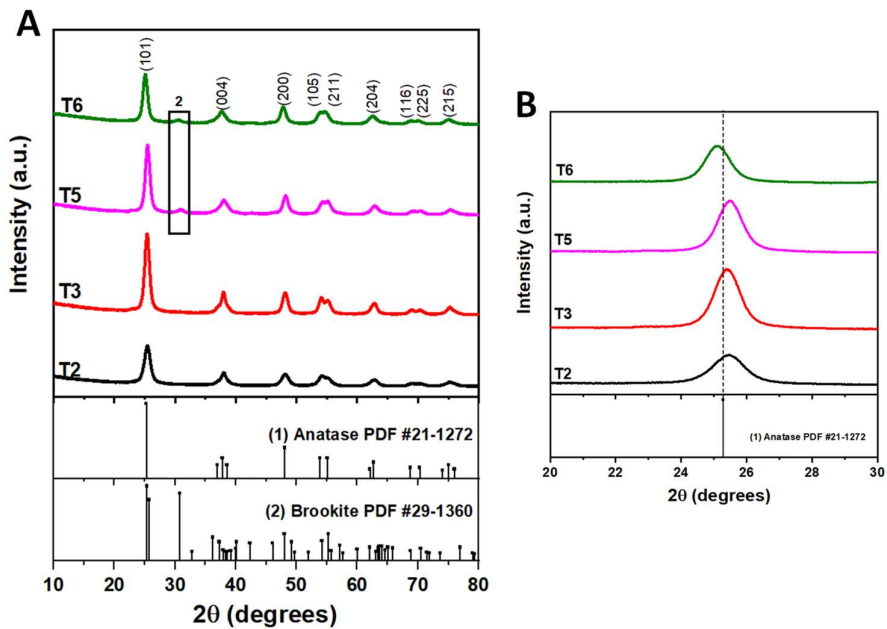 A
(101)
2
(004)
(200)
(105)
(211)
(204)
(116)
(225)
(215)
T6
T5
T3
T2
Intensity (a.u.)
(1) Anatase PDF #21-1272
(2) Brookite PDF #29-1360
10 20 30 40 50 60 70 80
2θ (degrees)
B
T6
T5
T3
T2
Intensity (a.u.)
(1) Anatase PDF #21-1272
20 22 24 26 28 30
2θ (degrees)